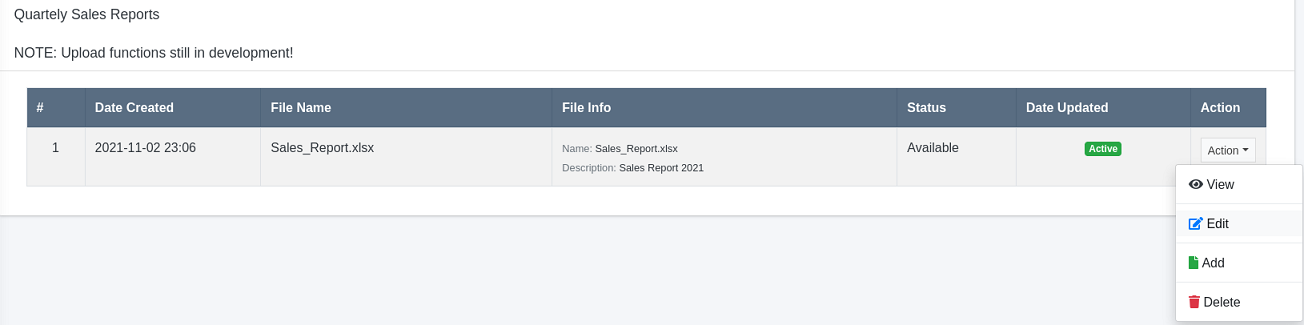 Quartely Sales Reports
NOTE: Upload functions still in development!
# Date Created File Name File Info Status Date Updated Action
1 2021-11-02 23:06 Sales_Report.xlsx Name: Sales_Report.xlsx Available Active Action
Description: Sales Report 2021
View
Edit
Add
Delete